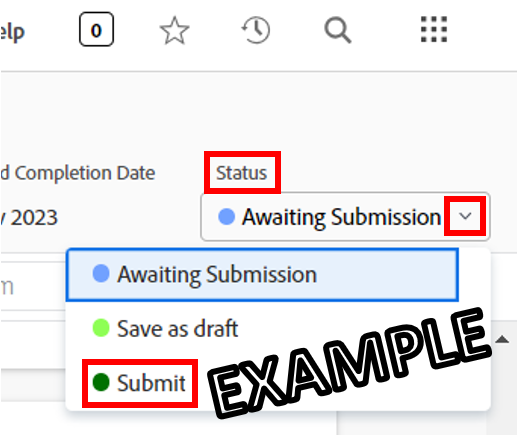 elp 0
d Completion Date Status
2023 Awaiting Submission
Awaiting Submission
m
Save as draft
Submit
EXAMPLE